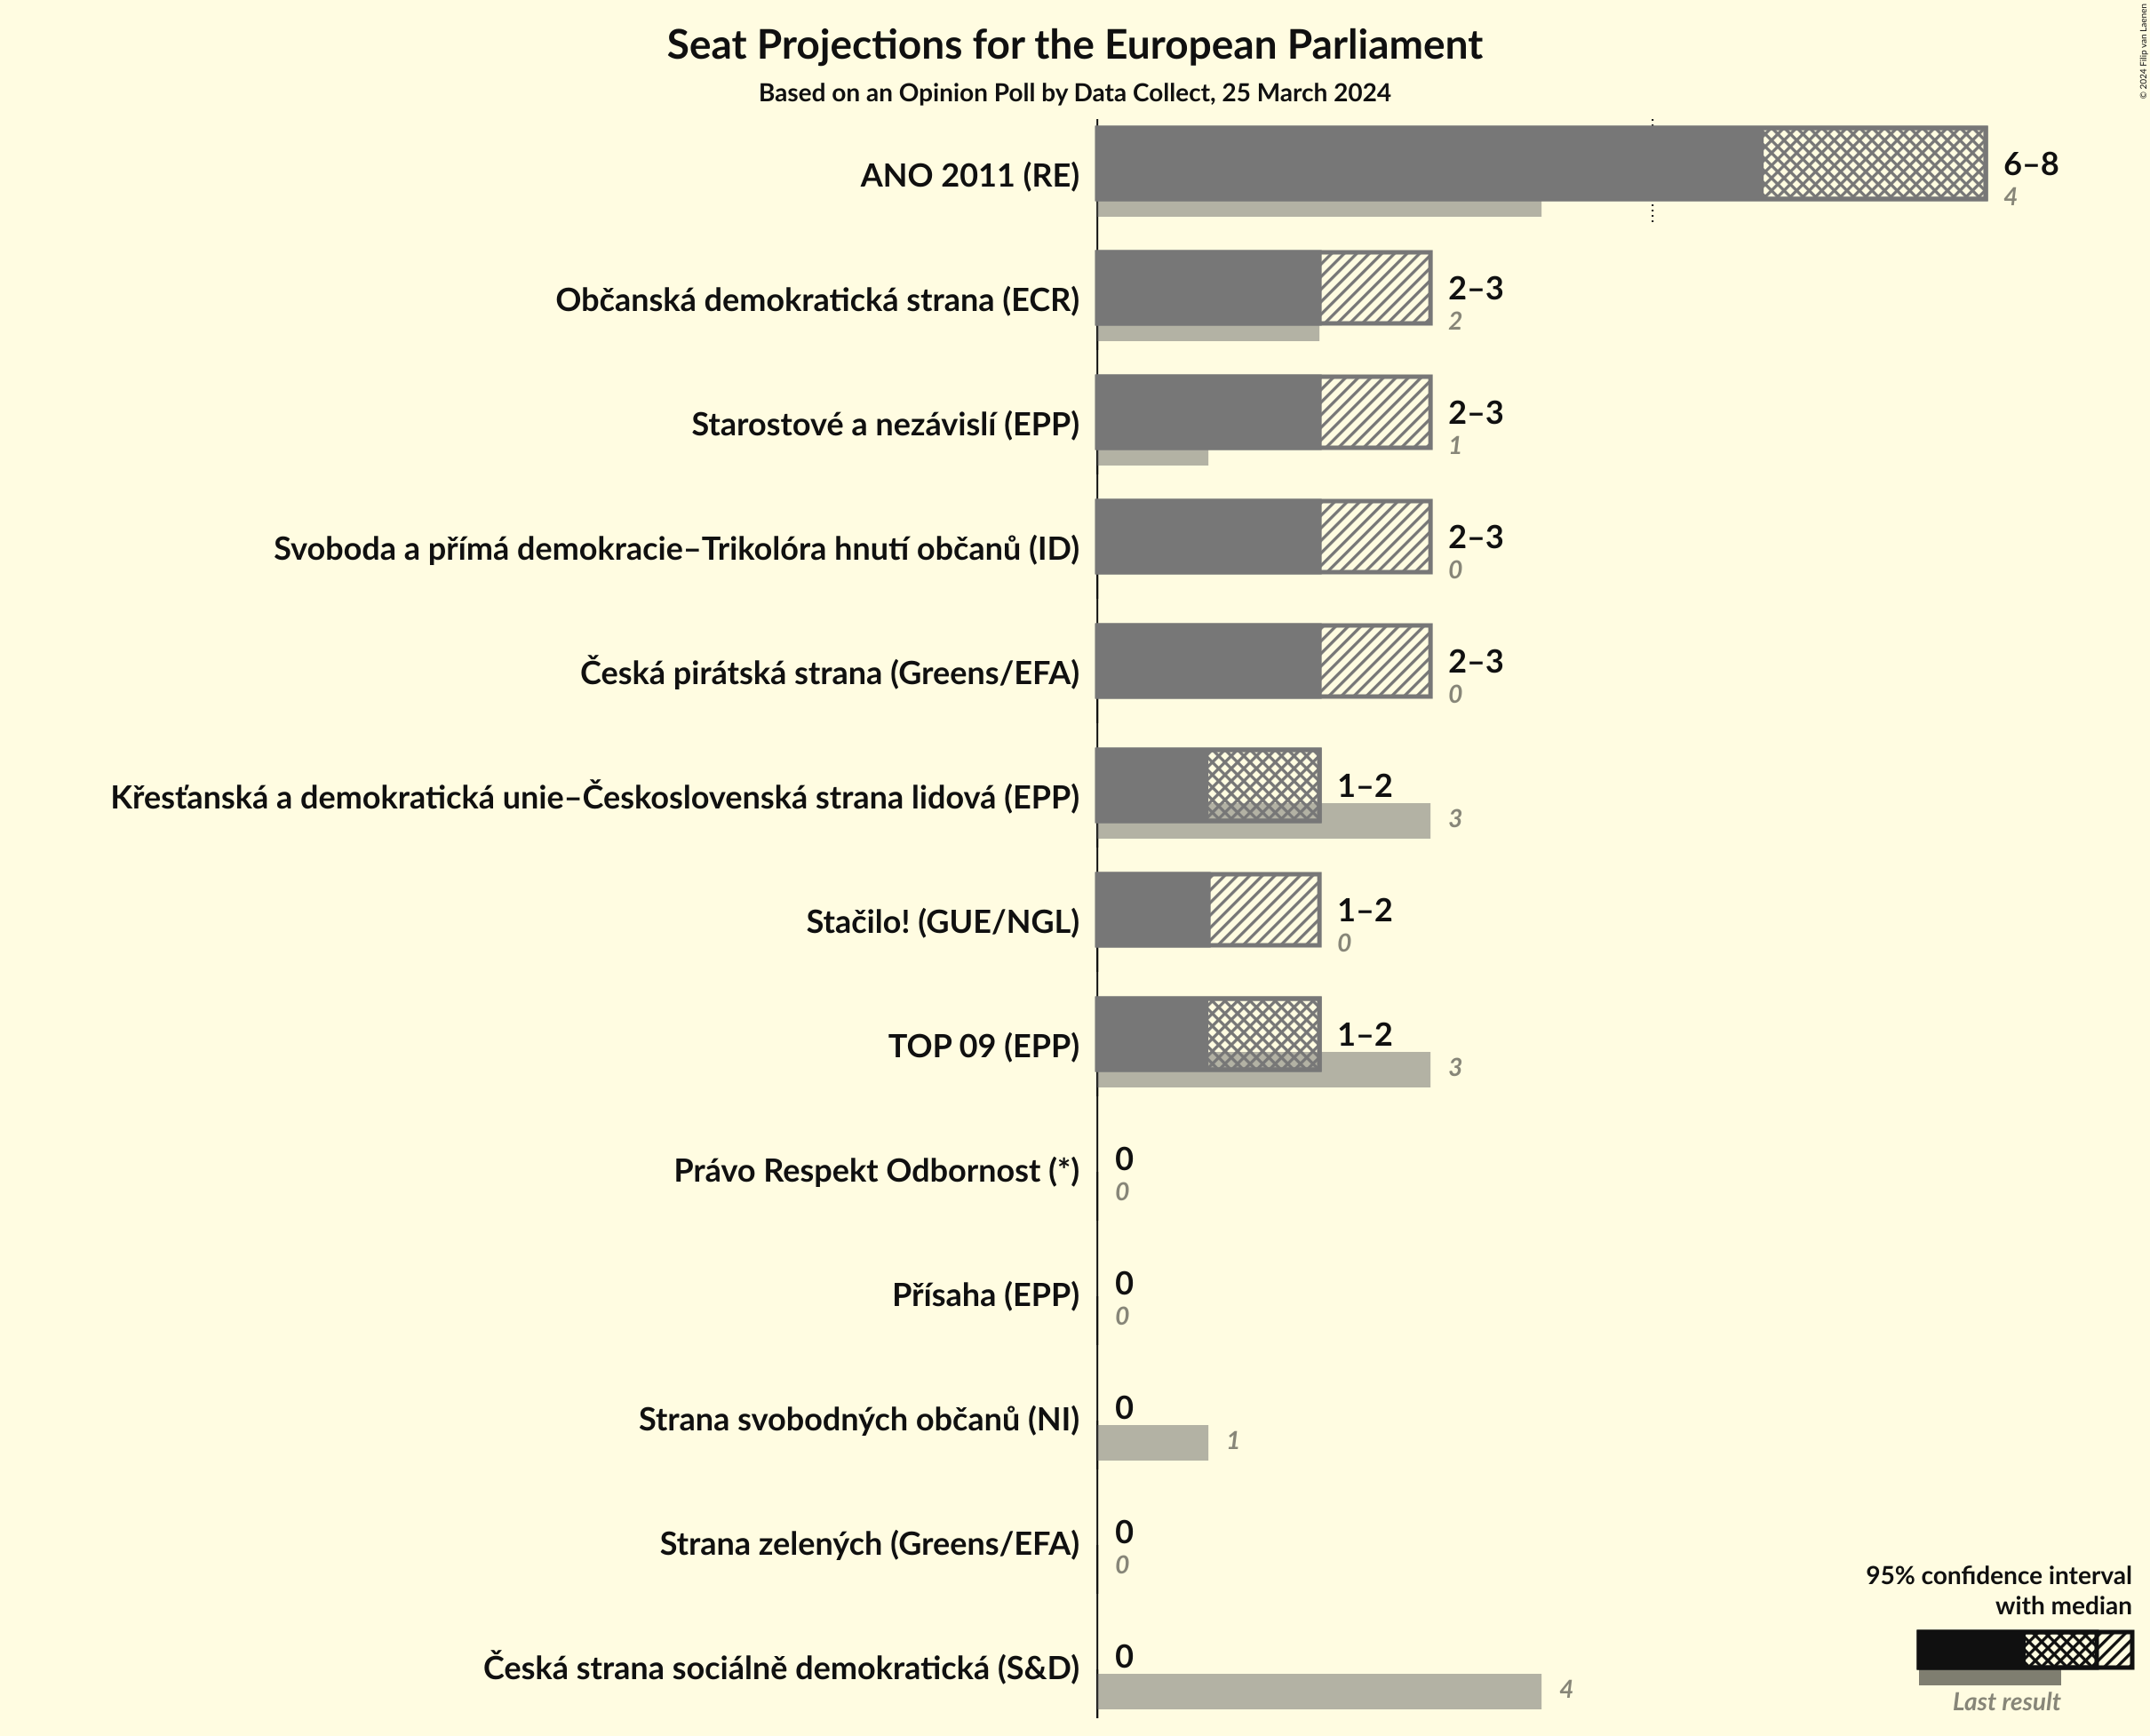 Seat Projections for the European Parliament
Based on an Opinion Poll by Data Collect, 25 March 2024
© 2024 Filip van Laenen
ANO 2011 (RE)
6–8
4
Občanská demokratická strana (ECR)
2–3
2
Starostové a nezávislí (EPP)
2–3
1
Svoboda a přímá demokracie–Trikolóra hnutí občanů (ID)
2–3
0
Česká pirátská strana (Greens/EFA)
2–3
0
Křesťanská a demokratická unie–Československá strana lidová (EPP)
1–2
3
Stačilo! (GUE/NGL)
1–2
0
TOP 09 (EPP)
1–2
3
Právo Respekt Odbornost (*)
0
0
Přísaha (EPP)
0
0
Strana svobodných občanů (NI)
0
1
Strana zelených (Greens/EFA)
0
0
Česká strana sociálně demokratická (S&D)
0
4
95% confidence interval
with median
Last result